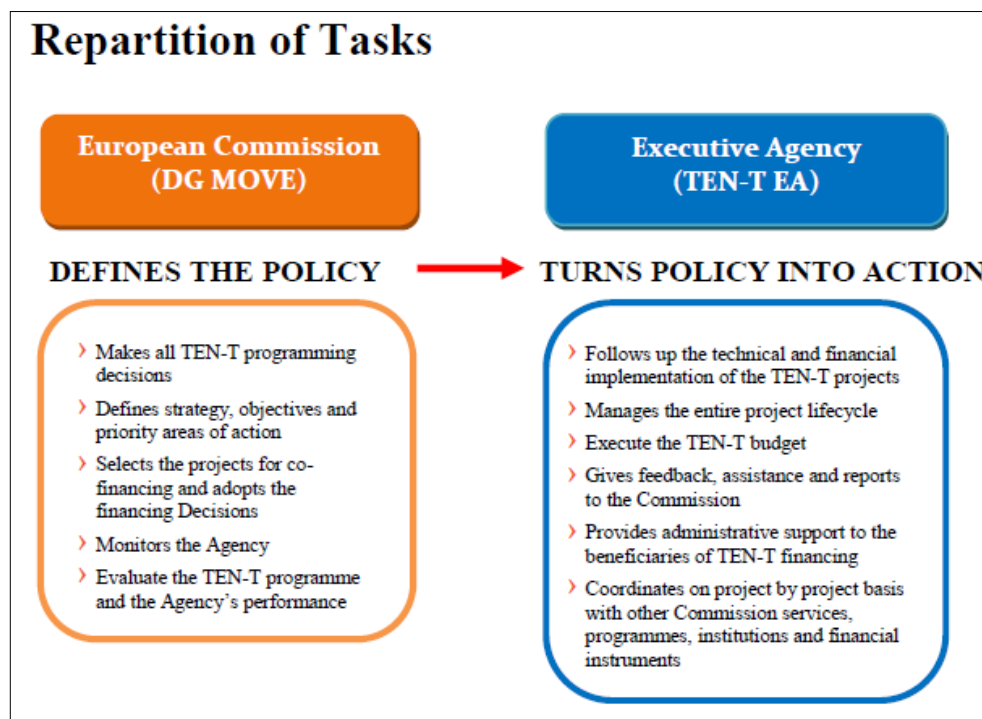 Repartition of Tasks
European Commission
(DG MOVE)
DEFINES THE POLICY
› Makes all TEN-T programming
decisions
› Defines strategy, objectives and
priority areas of action
› Selects the projects for co-
financing and adopts the
financing Decisions
› Monitors the Agency
› Evaluate the TEN-T programme
and the Agency's performance
Executive Agency
(TEN-T EA)
TURNS POLICY INTO ACTION
› Follows up the technical and financial
implementation of the TEN-T projects
› Manages the entire project lifecycle
› Execute the TEN-T budget
› Gives feedback, assistance and reports
to the Commission
› Provides administrative support to the
beneficiaries of TEN-T financing
› Coordinates on project by project basis
with other Commission services,
programmes, institutions and financial
instruments